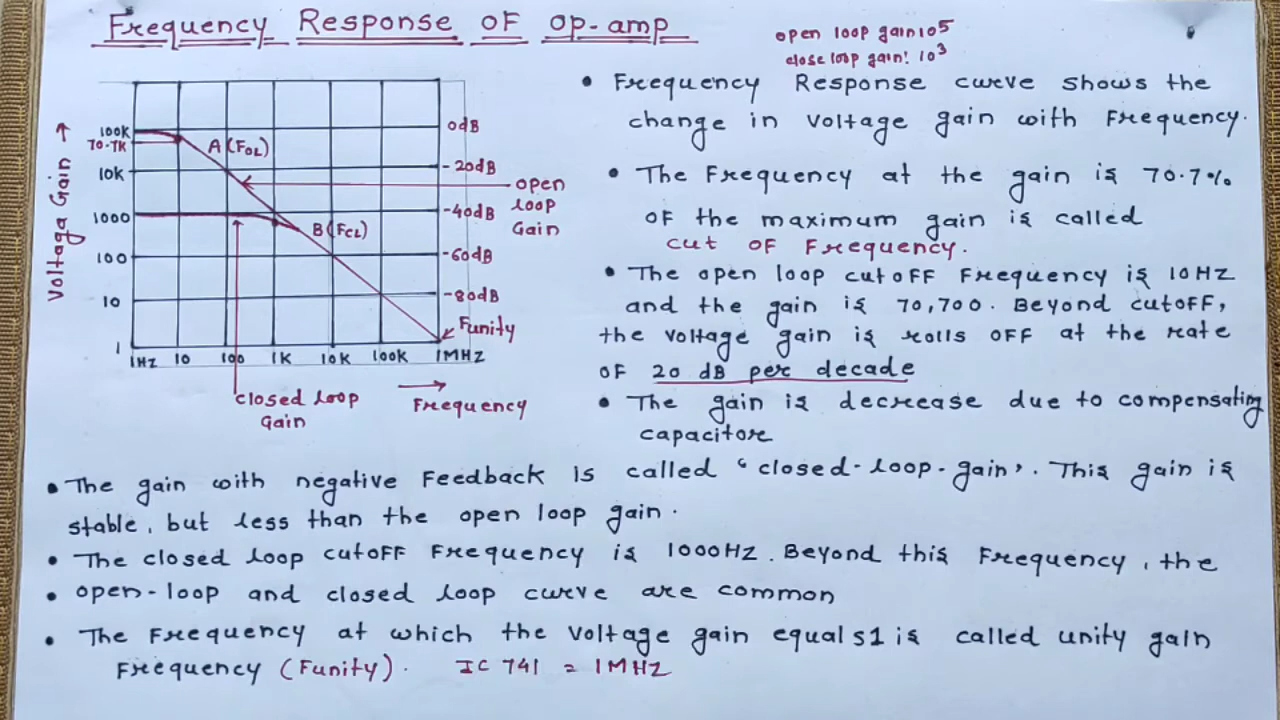 Frequency Response of op-amp
open loop gain 10⁵
close loop gain: 10³
• Frequency Response curve shows the
change in voltage gain with Frequency.
• The Frequency at the gain is 70.7%
of the maximum gain is called
cut of Frequency.
• The open loop cutoff Frequency is 10HZ
and the gain is 70,700. Beyond cutoff,
the voltage gain is rolls off at the rate
of 20 dB per decade
• The gain is decrease due to compensating
capacitor
Voltaga Gain →
100K
70.7K
10K
1000
100
10
1
A (FOL)
B (FCL)
0dB
-20dB
-40dB
-60dB
-80dB
open
loop
Gain
Funity
1HZ 10 100 1K 10K 100K 1MHZ
closed loop
Gain
Frequency
• The gain with negative Feedback is called ‘closed-loop-gain’. This gain is
stable, but less than the open loop gain.
• The closed loop cutoff Frequency is 1000HZ. Beyond this Frequency, the
• open-loop and closed loop curve are common
• The Frequency at which the voltage gain equals 1 is called unity gain
Frequency (Funity). IC 741 = 1MHZ